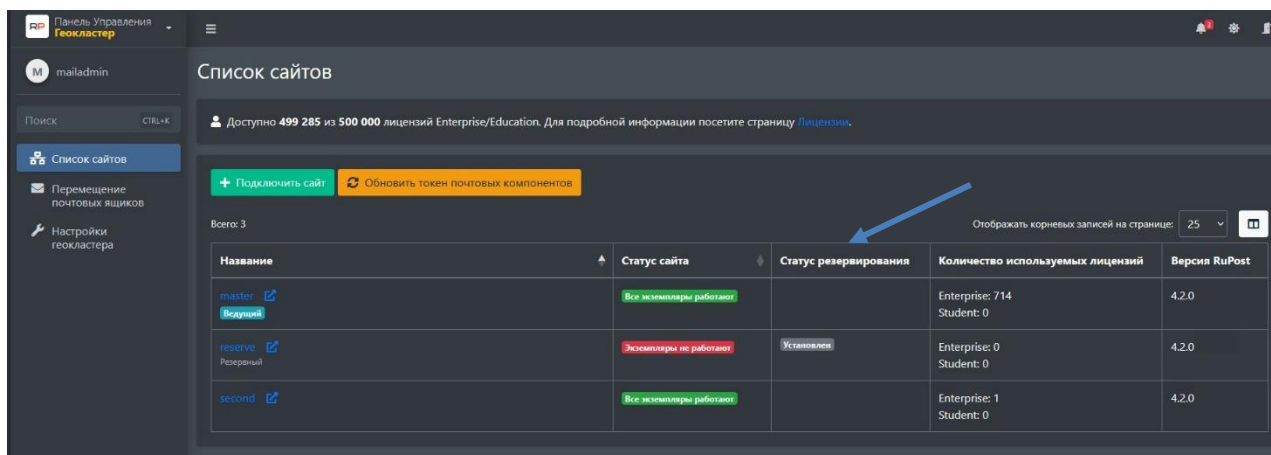 RP Панель Управления
Геокластер
3
M mailadmin
Список сайтов
Поиск CTRL+K
Доступно 499 285 из 500 000 лицензий Enterprise/Education. Для подробной информации посетите страницу Лицензии.
Список сайтов
Перемещение
почтовых ящиков
Настройки
геокластера
+ Подключить сайт Обновить токен почтовых компонентов
Всего: 3 Отображать корневых записей на странице: 25
Название Статус сайта Статус резервирования Количество используемых лицензий Версия RuPost
master Все экземпляры работают Enterprise: 714 4.2.0
Ведущий Student: 0
reserve Экземпляры не работают Установлен Enterprise: 0 4.2.0
Резервный Student: 0
second Все экземпляры работают Enterprise: 1 4.2.0
Student: 0